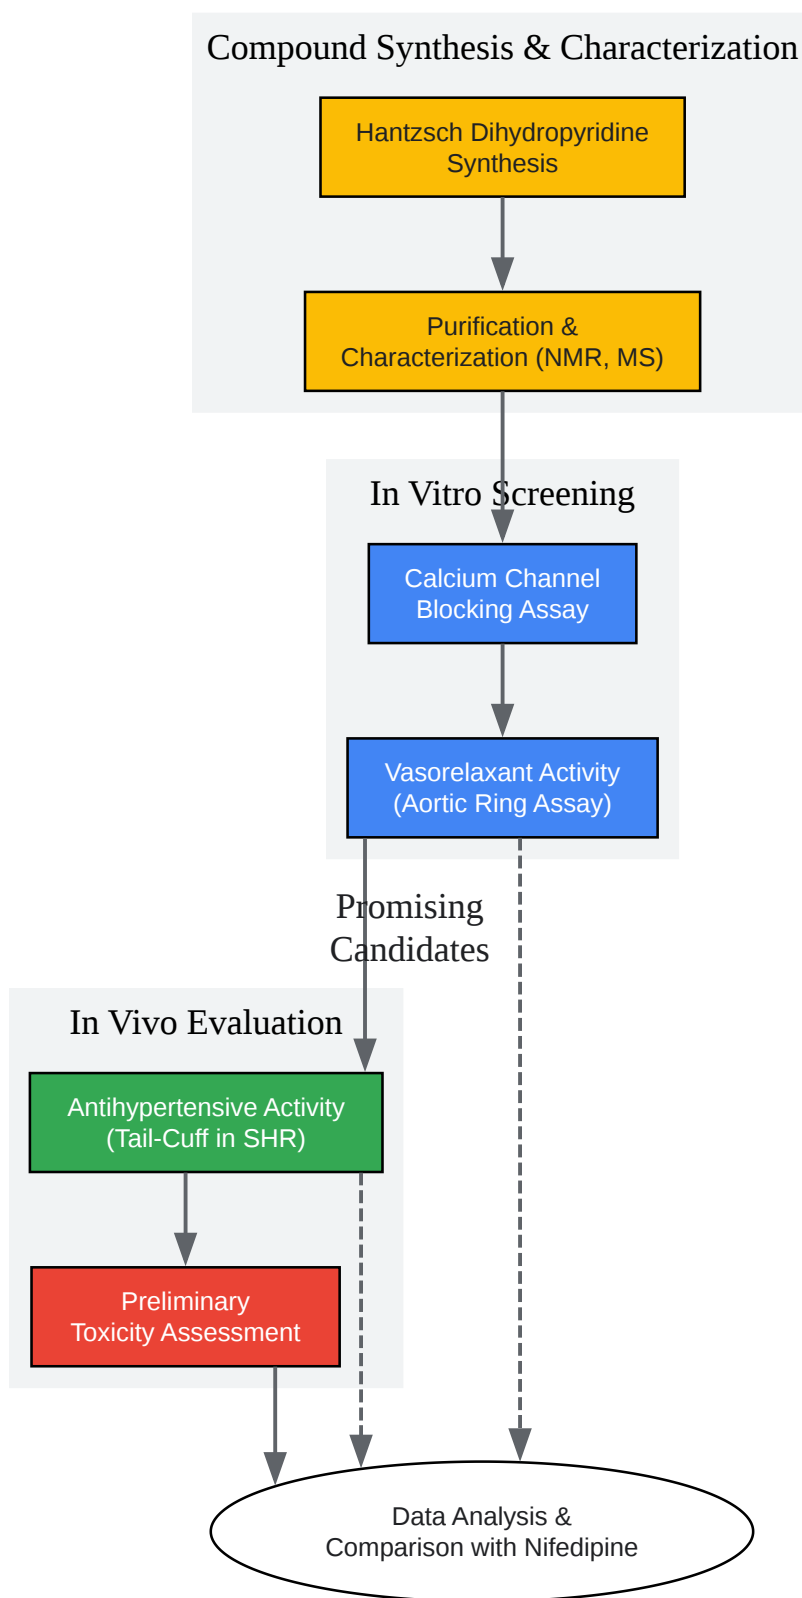 Compound Synthesis & Characterization
Hantzsch Dihydropyridine
Synthesis
Purification &
Characterization (NMR, MS)
In Vitro Screening
Calcium Channel
Blocking Assay
Vasorelaxant Activity
(Aortic Ring Assay)
Promising
Candidates
In Vivo Evaluation
Antihypertensive Activity
(Tail-Cuff in SHR)
Preliminary
Toxicity Assessment
Data Analysis &
Comparison with Nifedipine